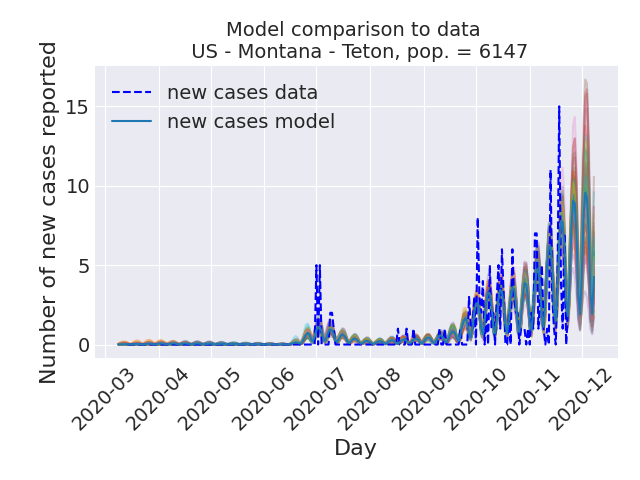 Model comparison to data
US - Montana - Teton, pop. = 6147
new cases data
new cases model
Number of new cases reported
15
10
5
0
2020-03
2020-04
2020-05
2020-06
2020-07
2020-08
2020-09
2020-10
2020-11
2020-12
Day